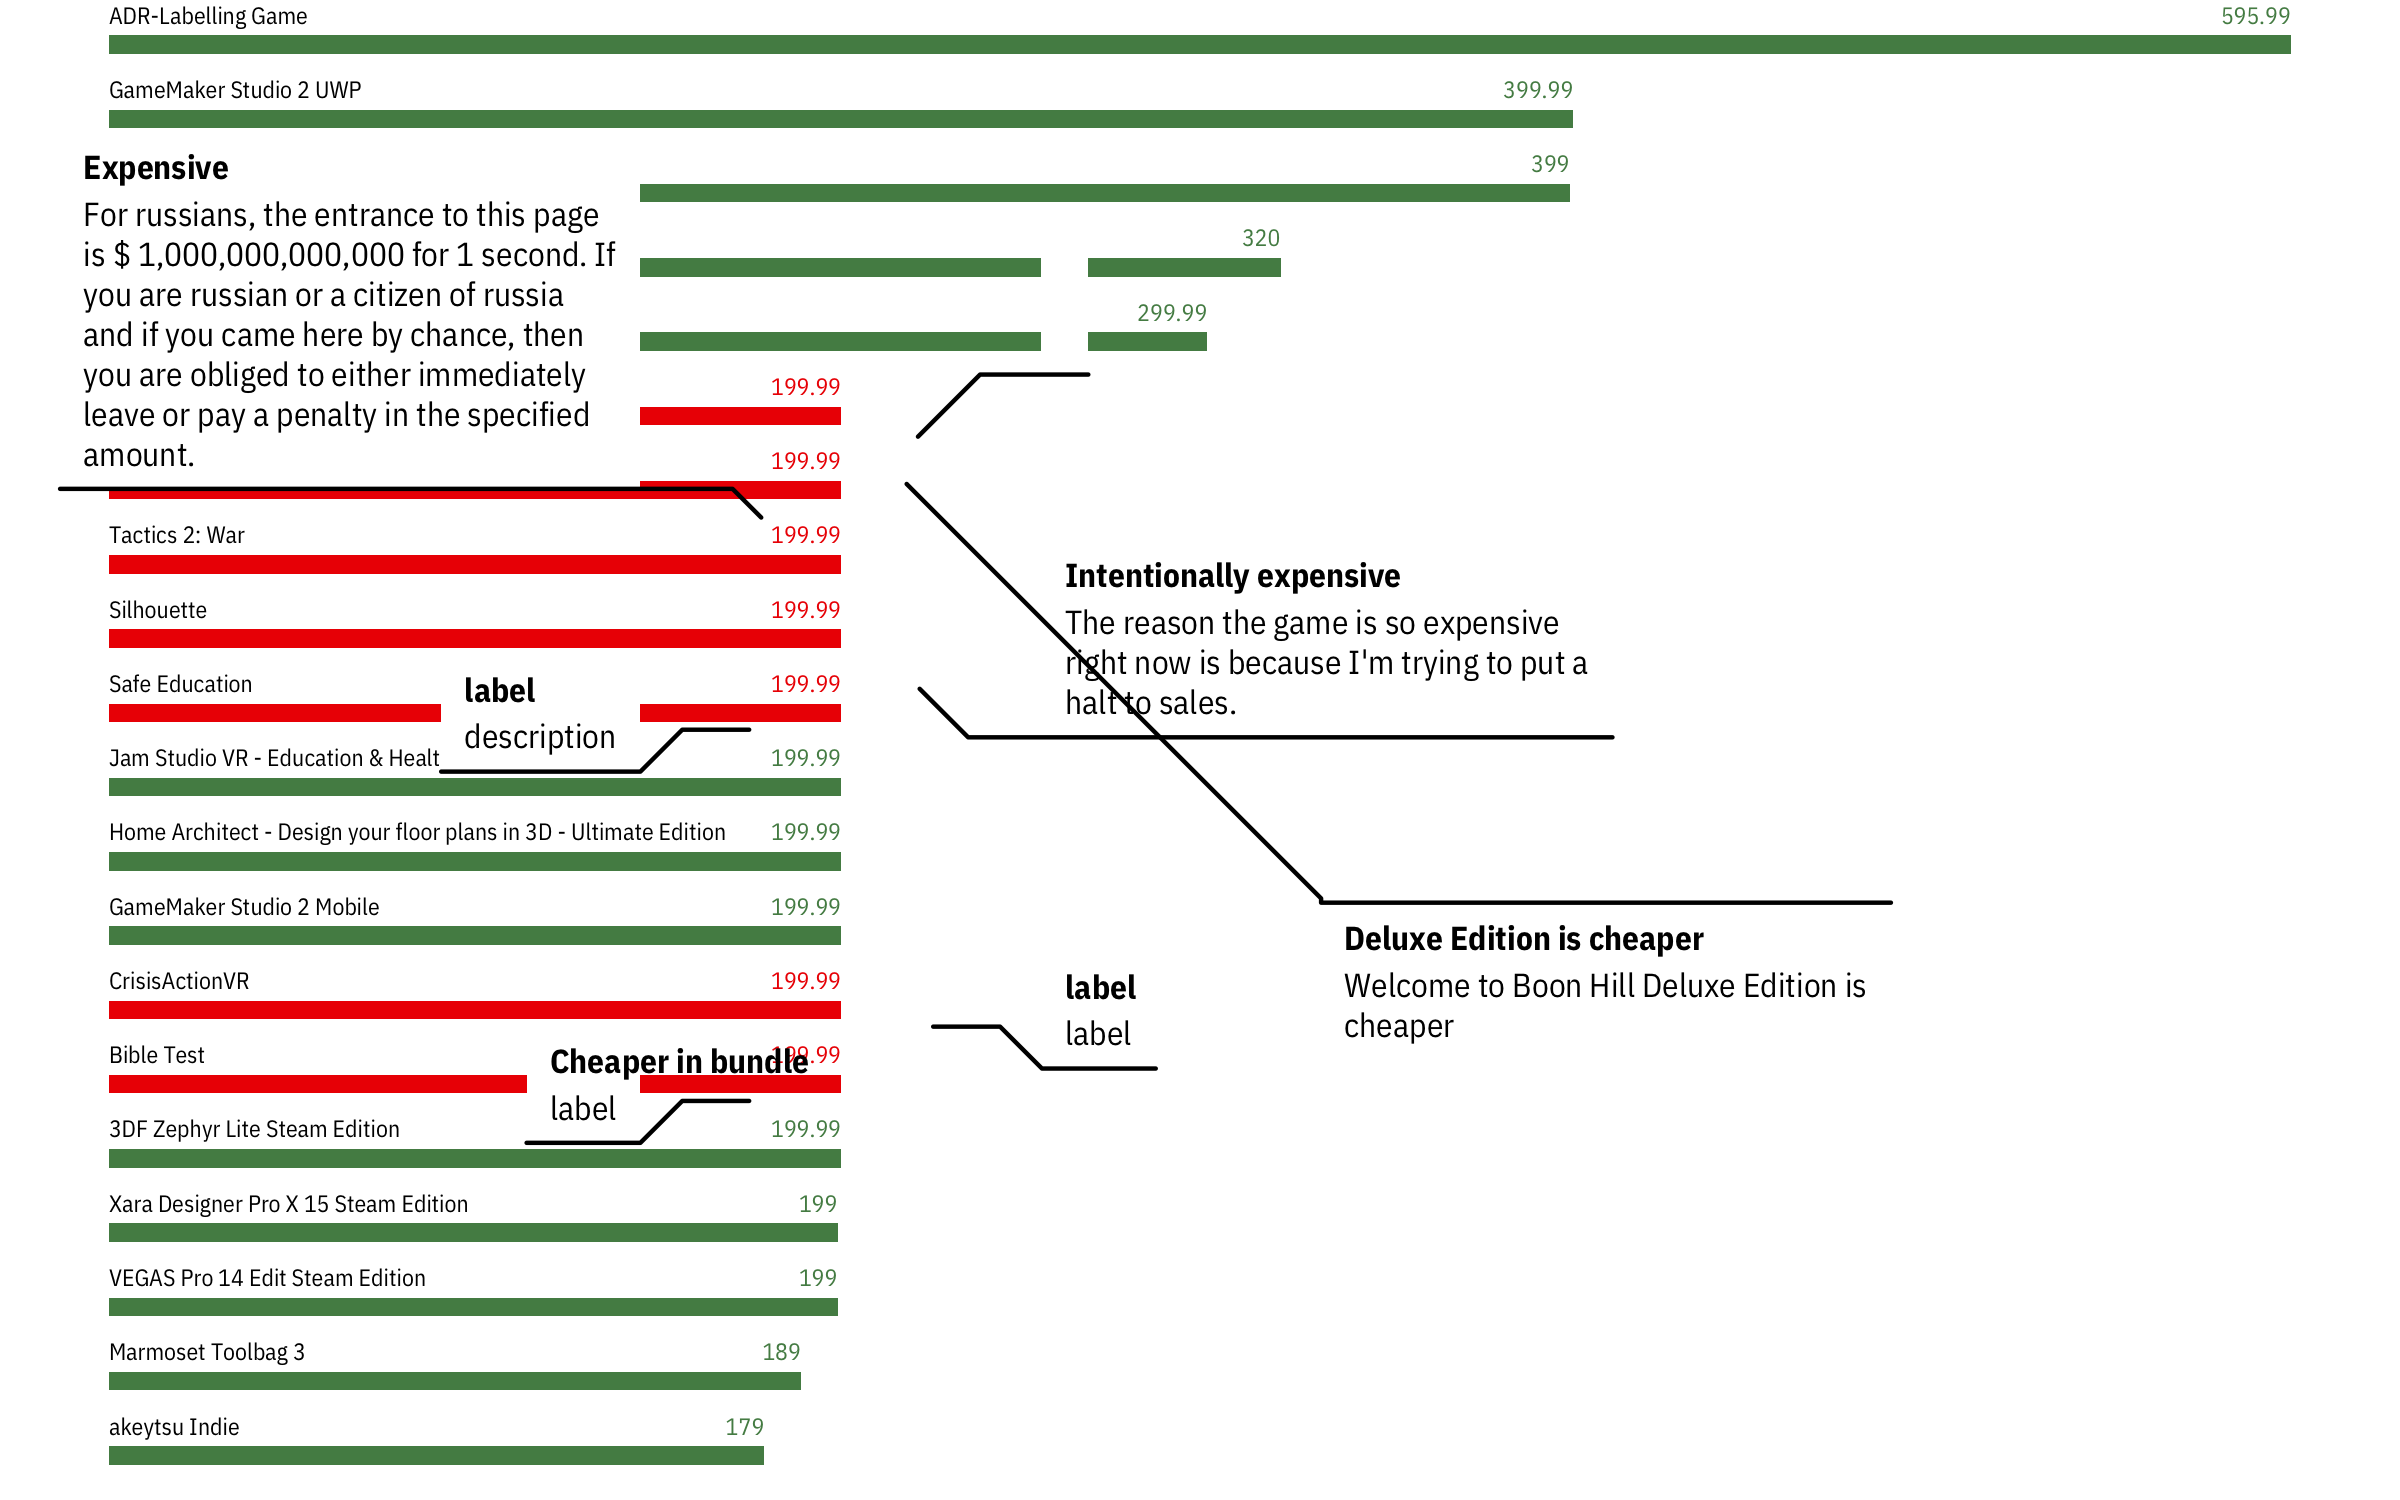 ADR-Labelling Game 595.99
GameMaker Studio 2 UWP 399.99
399
320
299.99
199.99
199.99
Expensive
For russians, the entrance to this page
is $ 1,000,000,000,000 for 1 second. If
you are russian or a citizen of russia
and if you came here by chance, then
you are obliged to either immediately
leave or pay a penalty in the specified
amount.
Tactics 2: War 199.99
Silhouette 199.99
Intentionally expensive
The reason the game is so expensive
right now is because I'm trying to put a
halt to sales.
Safe Education 199.99
label
description
Jam Studio VR - Education & Healt 199.99
Home Architect - Design your floor plans in 3D - Ultimate Edition 199.99
GameMaker Studio 2 Mobile 199.99
Deluxe Edition is cheaper
Welcome to Boon Hill Deluxe Edition is
cheaper
CrisisActionVR 199.99
label
label
Bible Test 199.99
Cheaper in bundle
label
3DF Zephyr Lite Steam Edition 199.99
Xara Designer Pro X 15 Steam Edition 199
VEGAS Pro 14 Edit Steam Edition 199
Marmoset Toolbag 3 189
akeytsu Indie 179